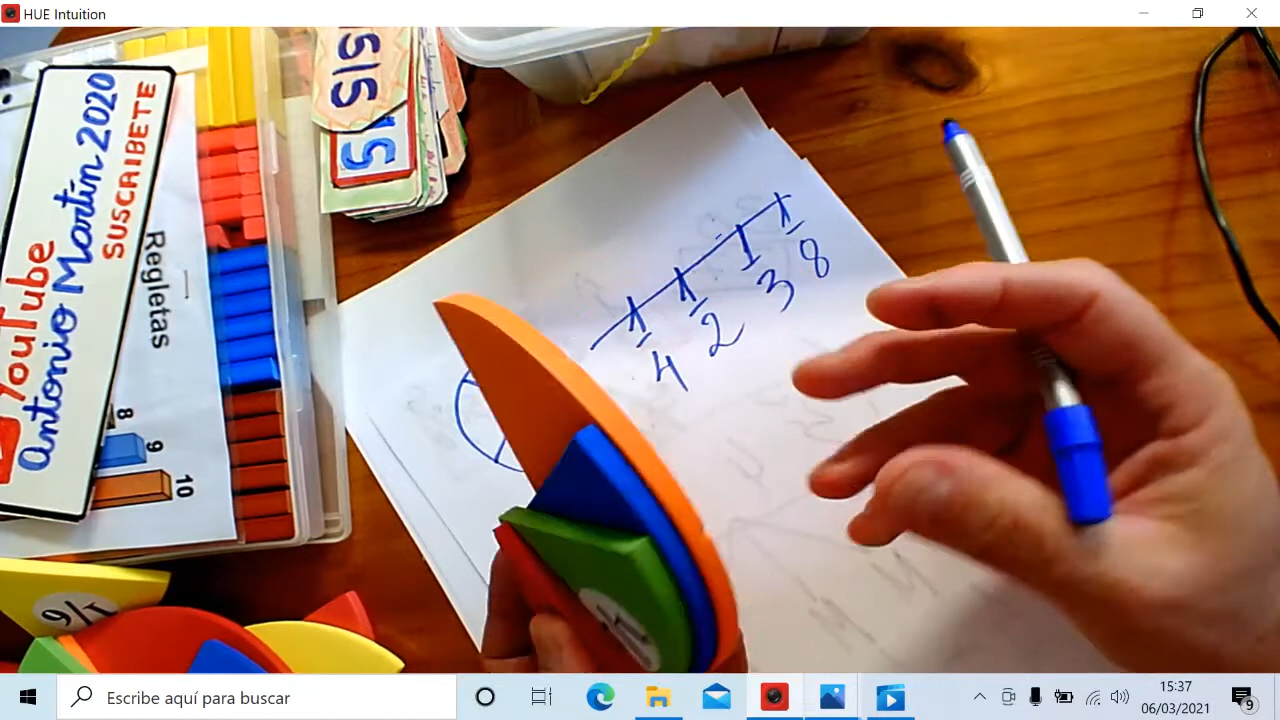 HUE Intuition
SIS
S
YouTube
Antonio Martín 2020
SUSCRIBETE
Regletas
8
9
10
1/4 1/2 1/3 1/8
1/6
Escribe aquí para buscar
15:37
06/03/2021
9